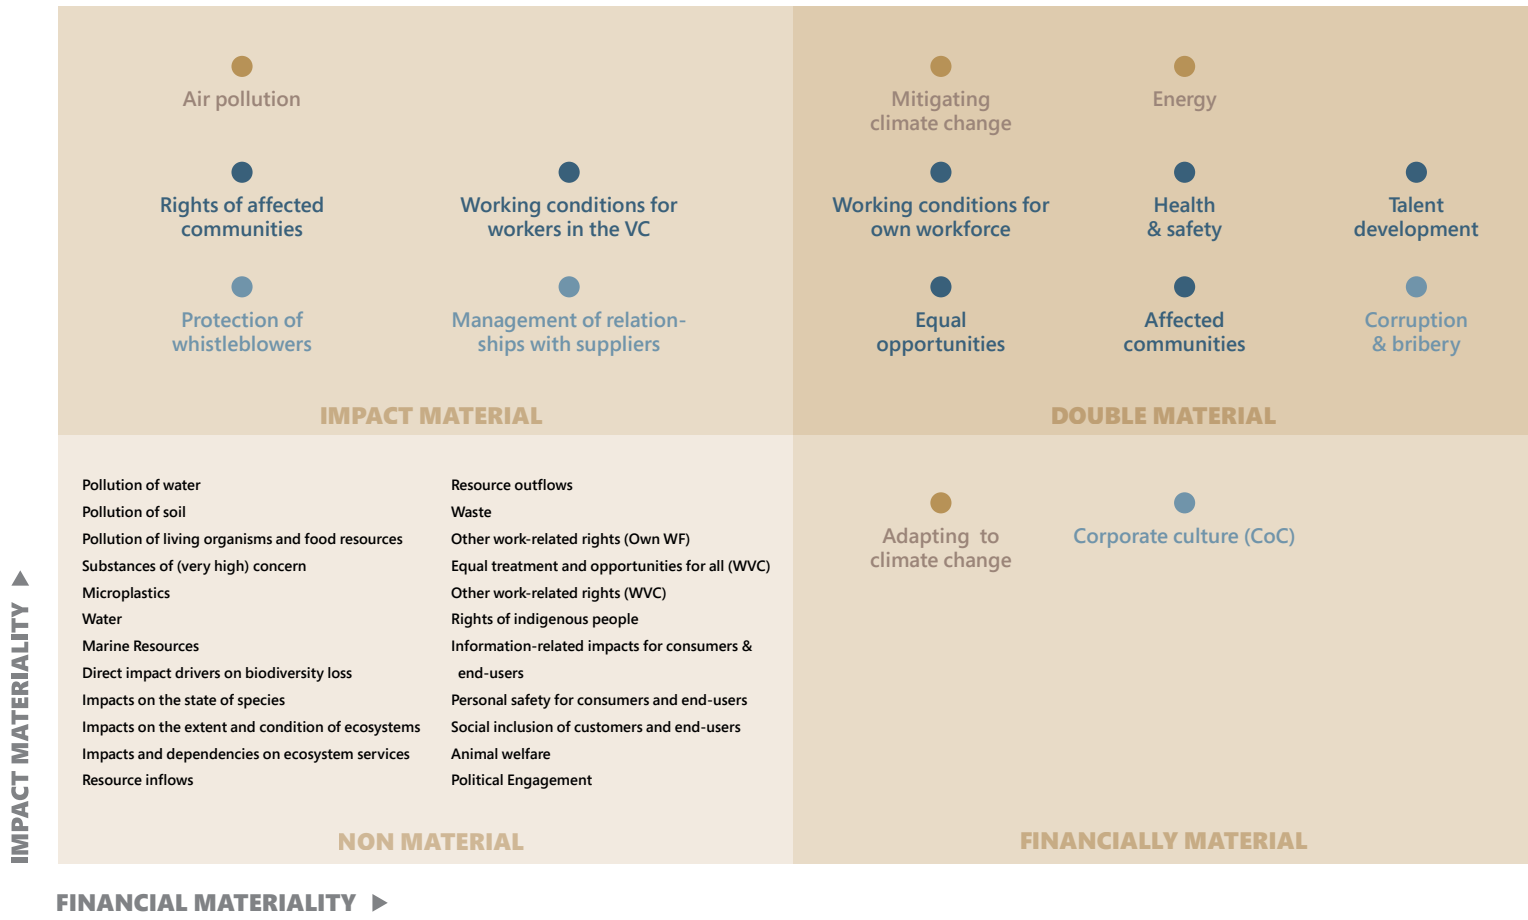 Air pollution
Rights of affected
communities
Working conditions for
workers in the VC
Protection of
whistleblowers
Management of relation-
ships with suppliers
IMPACT MATERIAL
Mitigating
climate change
Energy
Working conditions for
own workforce
Health
& safety
Talent
development
Equal
opportunities
Affected
communities
Corruption
& bribery
DOUBLE MATERIAL
Pollution of water
Pollution of soil
Pollution of living organisms and food resources
Substances of (very high) concern
Microplastics
Water
Marine Resources
Direct impact drivers on biodiversity loss
Impacts on the state of species
Impacts on the extent and condition of ecosystems
Impacts and dependencies on ecosystem services
Resource inflows
Resource outflows
Waste
Other work-related rights (Own WF)
Equal treatment and opportunities for all (WVC)
Other work-related rights (WVC)
Rights of indigenous people
Information-related impacts for consumers &
end-users
Personal safety for consumers and end-users
Social inclusion of customers and end-users
Animal welfare
Political Engagement
NON MATERIAL
Adapting to
climate change
Corporate culture (CoC)
FINANCIALLY MATERIAL
IMPACT MATERIALITY ▶
FINANCIAL MATERIALITY ▶